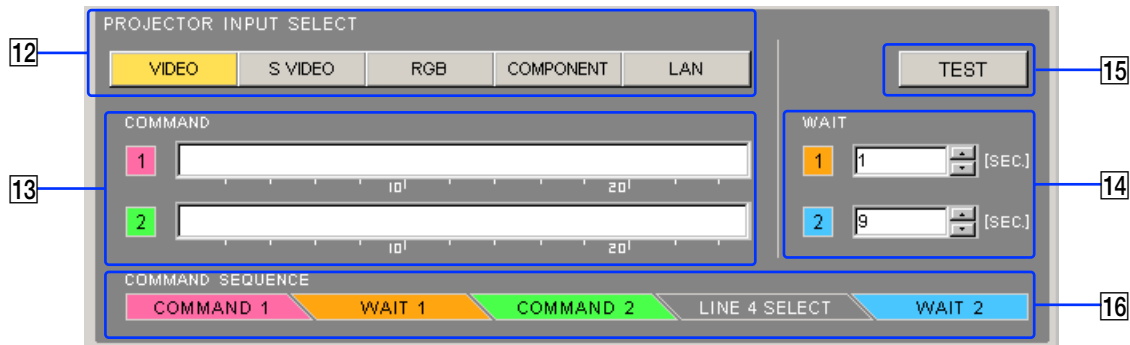 PROJECTOR INPUT SELECT
12
VIDEO S VIDEO RGB COMPONENT LAN
TEST
15
COMMAND
WAIT
1
1 1 [SEC.]
10 20
13
14
2
2 9 [SEC.]
10 20
COMMAND SEQUENCE
COMMAND 1 WAIT 1 COMMAND 2 LINE 4 SELECT WAIT 2
16